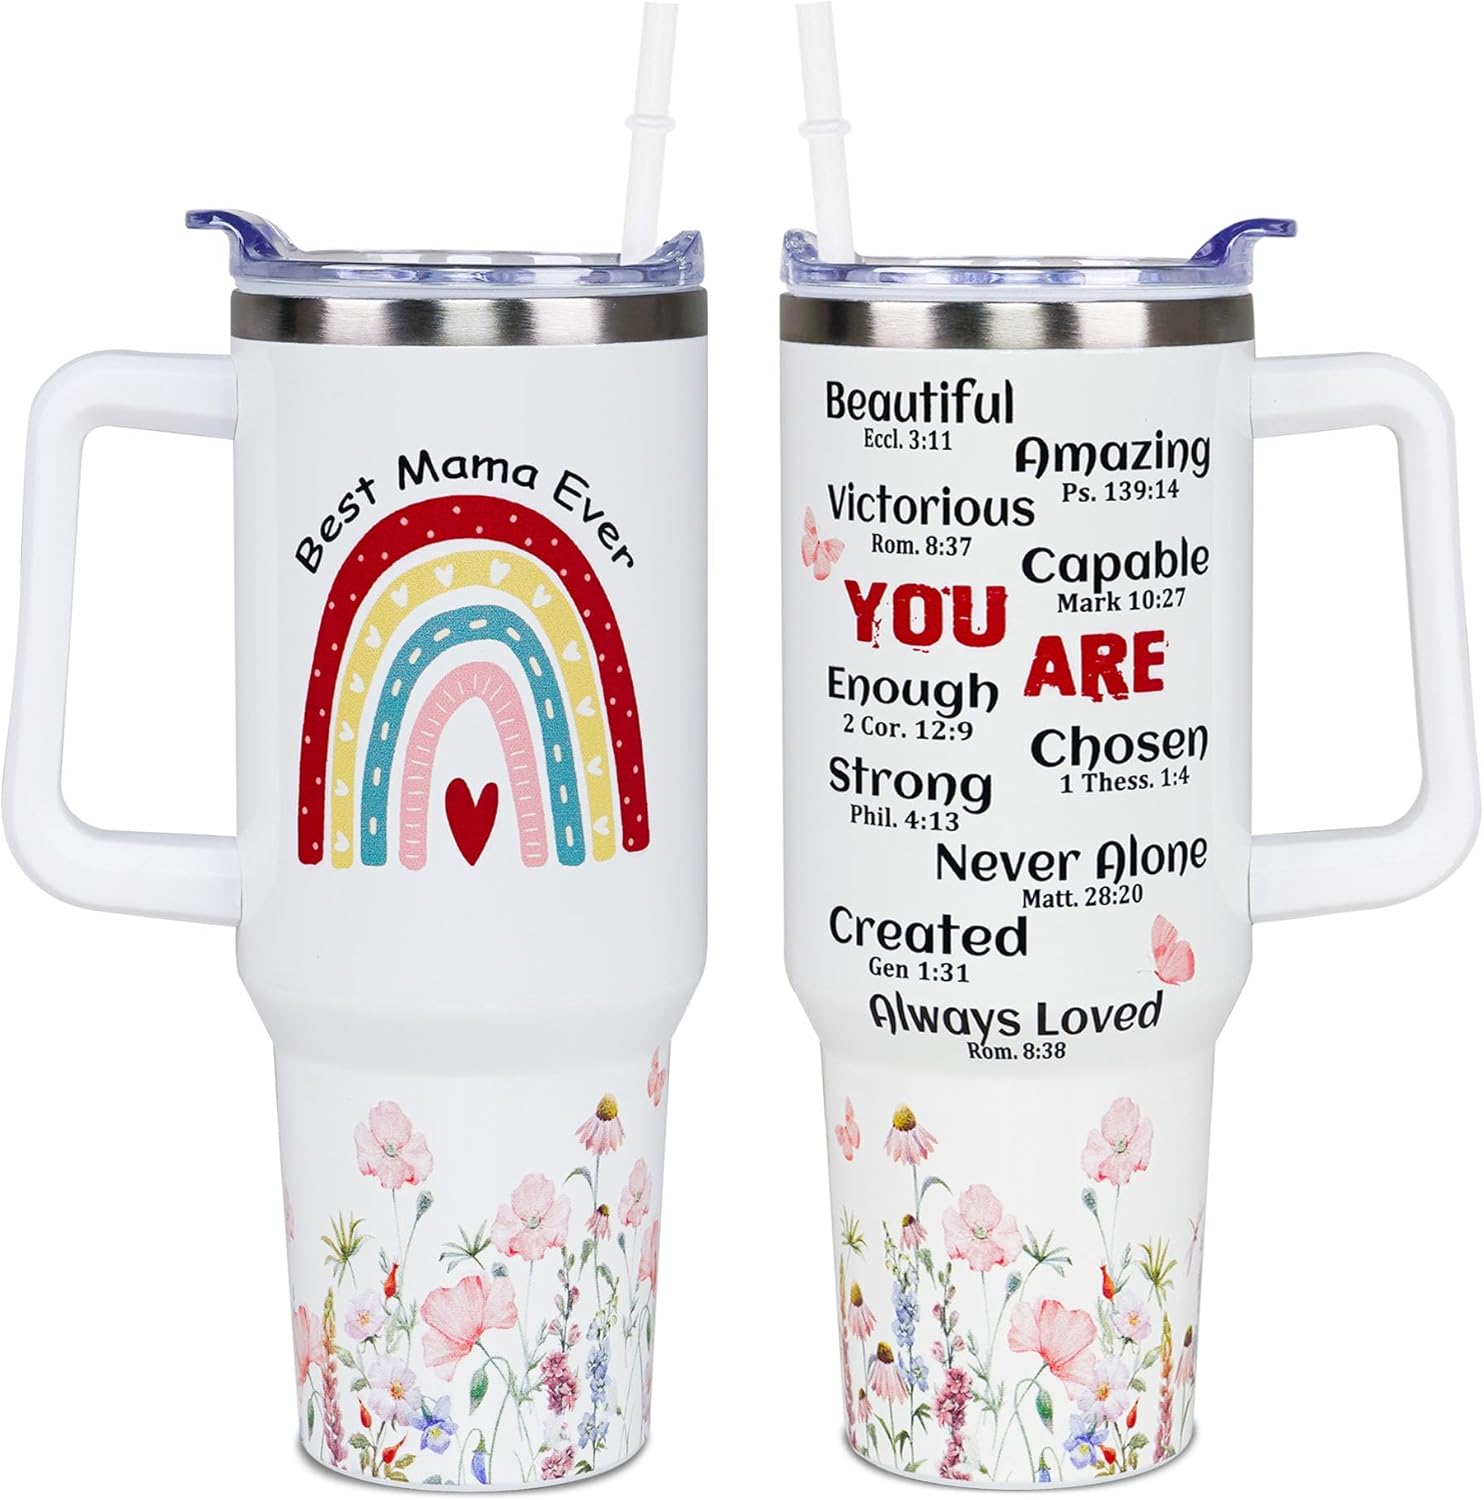 Best Mama Ever
Beautiful
Eccl. 3:11
Amazing
Ps. 139:14
Victorious
Rom. 8:37
Capable
Mark 10:27
YOU
ARE
Enough
2 Cor. 12:9
Chosen
1 Thess. 1:4
Strong
Phil. 4:13
Never Alone
Matt. 28:20
Created
Gen 1:31
Always Loved
Rom. 8:38